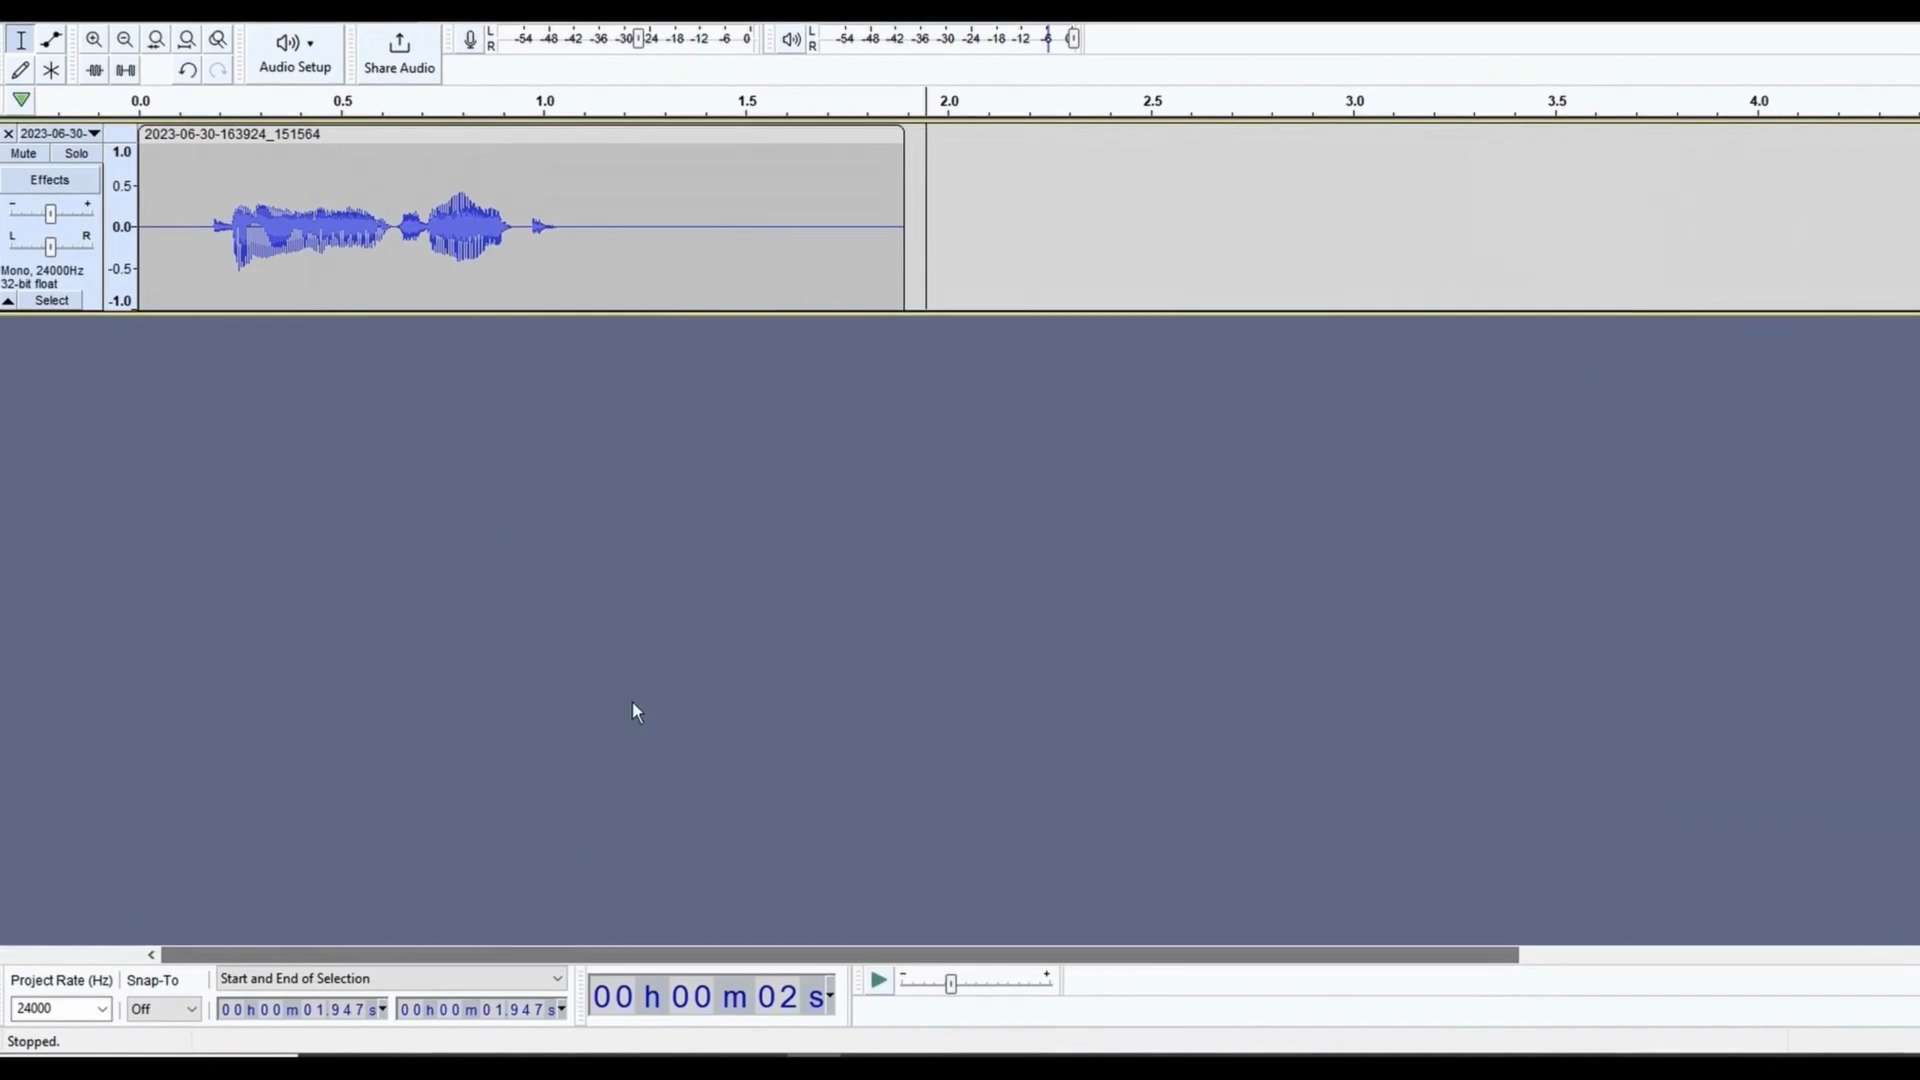 L
R
-54 -48 -42 -36 -30 -24 -18 -12 -6 0
L
R
-54 -48 -42 -36 -30 -24 -18 -12 -6
Audio Setup
Share Audio
0.0 0.5 1.0 1.5 2.0 2.5 3.0 3.5 4.0
2023-06-30-
2023-06-30-163924_151564
Mute Solo
Effects
- +
L R
Mono, 24000Hz
32-bit float
Select
1.0
0.5
0.0
-0.5
-1.0
Project Rate (Hz) Snap-To
Start and End of Selection
24000
Off
00h00m01.947s
00h00m01.947s
00 h 00 m 02 s
- +
Stopped.